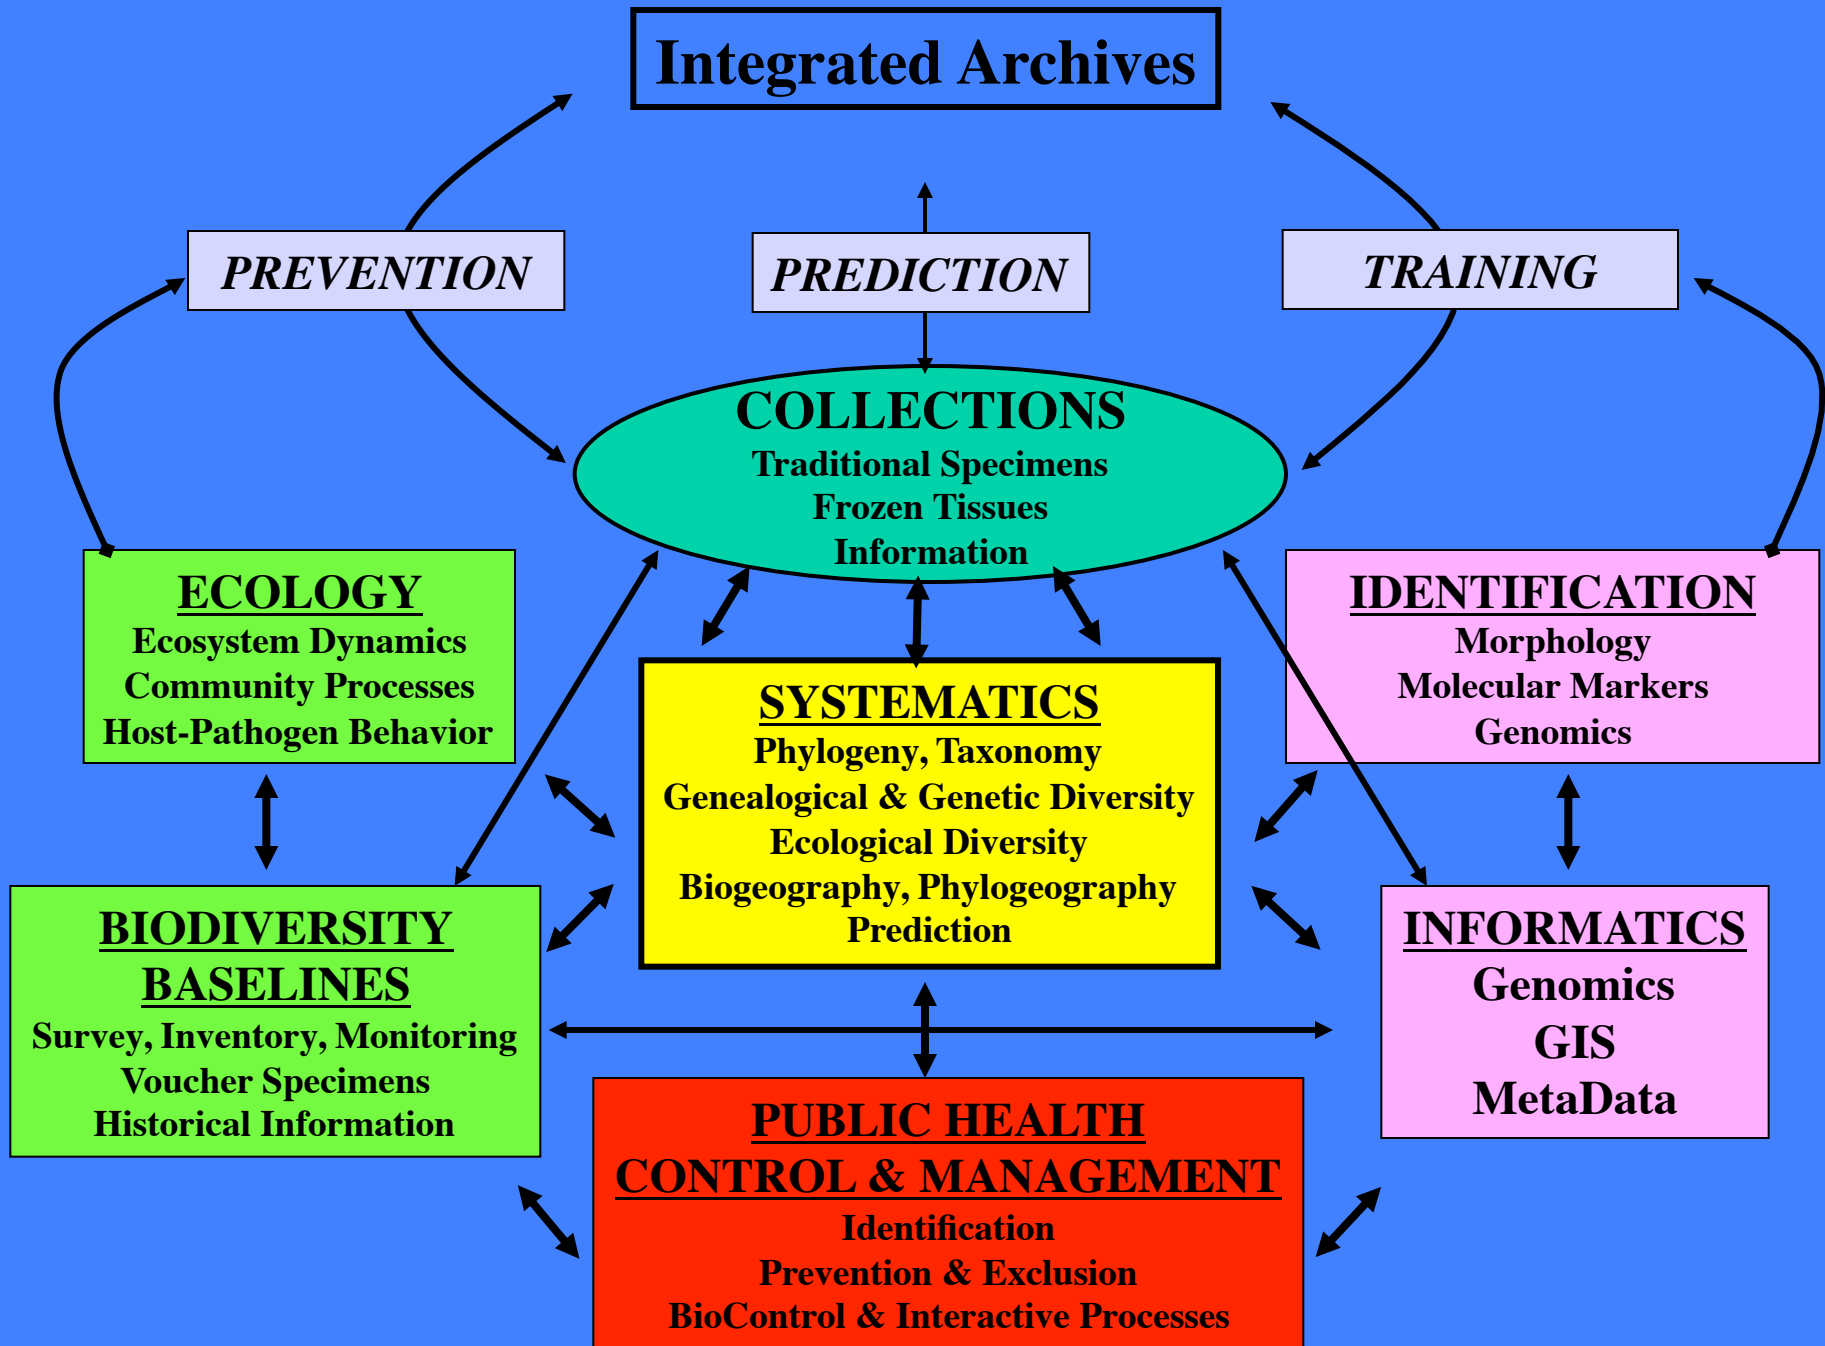 Integrated Archives
PREVENTION
PREDICTION
TRAINING
COLLECTIONS
Traditional Specimens
Frozen Tissues
Information
ECOLOGY
Ecosystem Dynamics
Community Processes
Host-Pathogen Behavior
IDENTIFICATION
Morphology
Molecular Markers
Genomics
SYSTEMATICS
Phylogeny, Taxonomy
Genealogical & Genetic Diversity
Ecological Diversity
Biogeography, Phylogeography
Prediction
BIODIVERSITY
BASELINES
Survey, Inventory, Monitoring
Voucher Specimens
Historical Information
INFORMATICS
Genomics
GIS
MetaData
PUBLIC HEALTH
CONTROL & MANAGEMENT
Identification
Prevention & Exclusion
BioControl & Interactive Processes